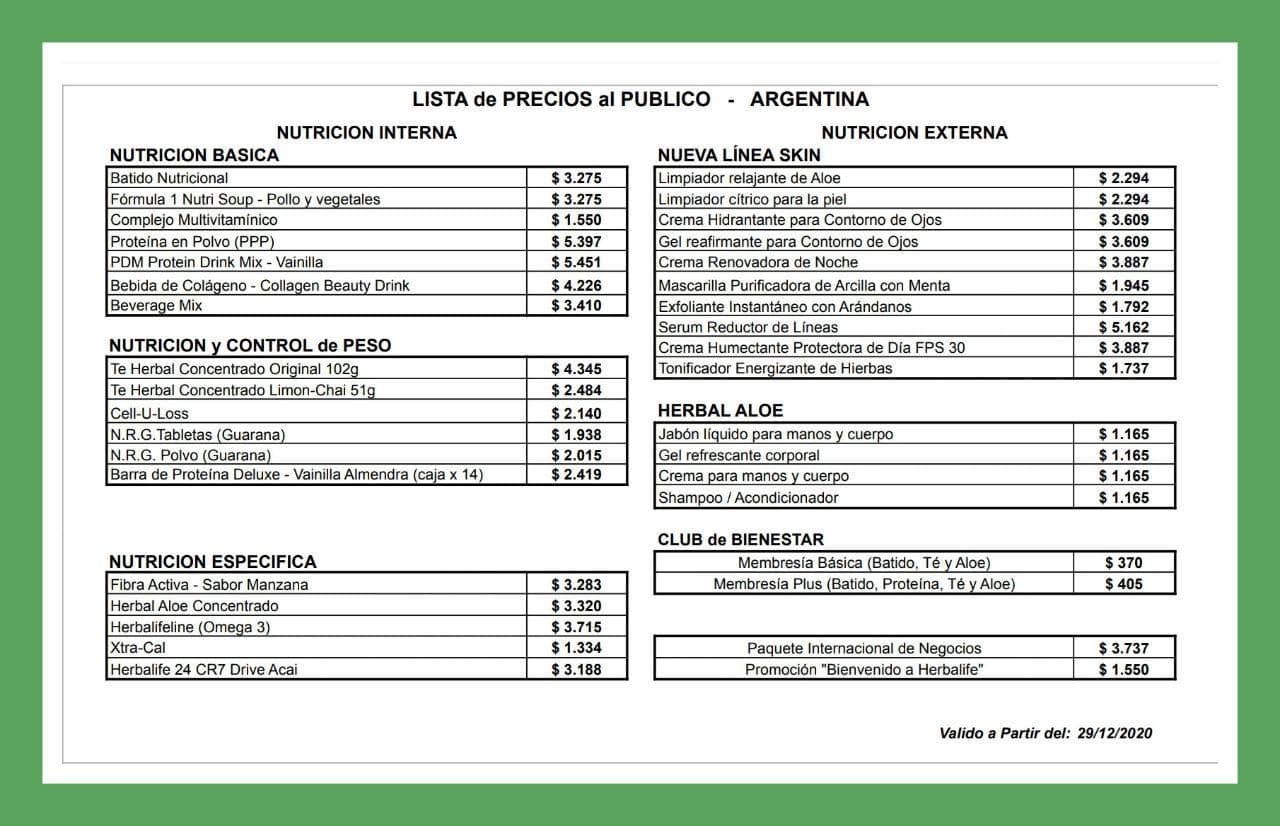 LISTA de PRECIOS al PUBLICO - ARGENTINA
NUTRICION INTERNA
NUTRICION BASICA
Batido Nutricional $ 3.275
Fórmula 1 Nutri Soup - Pollo y vegetales $ 3.275
Complejo Multivitamínico $ 1.550
Proteína en Polvo (PPP) $ 5.397
PDM Protein Drink Mix - Vainilla $ 5.451
Bebida de Colágeno - Collagen Beauty Drink $ 4.226
Beverage Mix $ 3.410
NUTRICION y CONTROL de PESO
Te Herbal Concentrado Original 102g $ 4.345
Te Herbal Concentrado Limon-Chai 51g $ 2.484
Cell-U-Loss $ 2.140
N.R.G.Tabletas (Guarana) $ 1.938
N.R.G. Polvo (Guarana) $ 2.015
Barra de Proteína Deluxe - Vainilla Almendra (caja x 14) $ 2.419
NUTRICION ESPECIFICA
Fibra Activa - Sabor Manzana $ 3.283
Herbal Aloe Concentrado $ 3.320
Herbalifeline (Omega 3) $ 3.715
Xtra-Cal $ 1.334
Herbalife 24 CR7 Drive Acai $ 3.188
NUTRICION EXTERNA
NUEVA LÍNEA SKIN
Limpiador relajante de Aloe $ 2.294
Limpiador cítrico para la piel $ 2.294
Crema Hidratante para Contorno de Ojos $ 3.609
Gel reafirmante para Contorno de Ojos $ 3.609
Crema Renovadora de Noche $ 3.887
Mascarilla Purificadora de Arcilla con Menta $ 1.945
Exfoliante Instantáneo con Arándanos $ 1.792
Serum Reductor de Líneas $ 5.162
Crema Humectante Protectora de Día FPS 30 $ 3.887
Tonificador Energizante de Hierbas $ 1.737
HERBAL ALOE
Jabón líquido para manos y cuerpo $ 1.165
Gel refrescante corporal $ 1.165
Crema para manos y cuerpo $ 1.165
Shampoo / Acondicionador $ 1.165
CLUB de BIENESTAR
Membresía Básica (Batido, Té y Aloe) $ 370
Membresía Plus (Batido, Proteína, Té y Aloe) $ 405
Paquete Internacional de Negocios $ 3.737
Promoción "Bienvenido a Herbalife" $ 1.550
Valido a Partir del: 29/12/2020